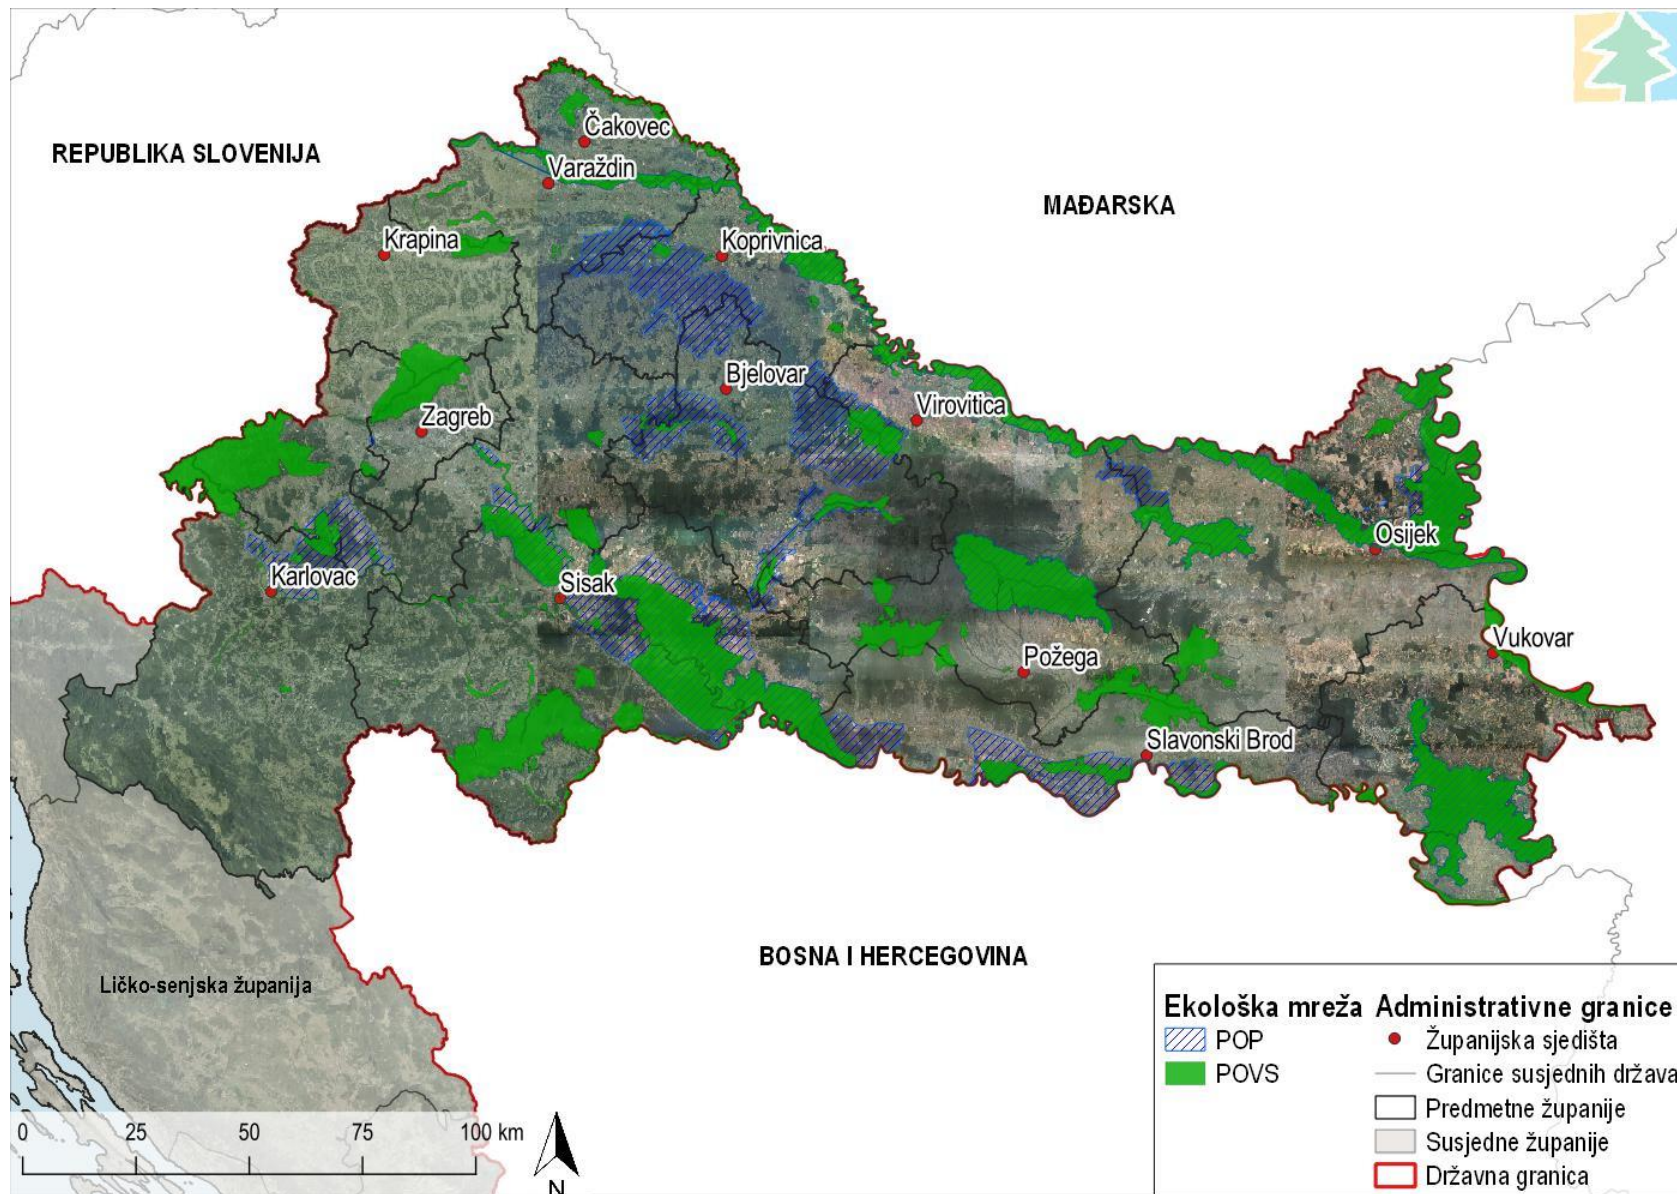 REPUBLIKA SLOVENIJA
MAĐARSKA
Čakovec
Varaždin
Krapina
Koprivnica
Bjelovar
Zagreb
Virovitica
Osijek
Karlovac
Sisak
Vukovar
Požega
Slavonski Brod
BOSNA I HERCEGOVINA
Ličko-senjska županija
Ekološka mreža
POP
POVS
Administrativne granice
Županijska sjedišta
Granice susjednih država
Predmetne županije
Susjedne županije
Državna granica
0 25 50 75 100 km
N